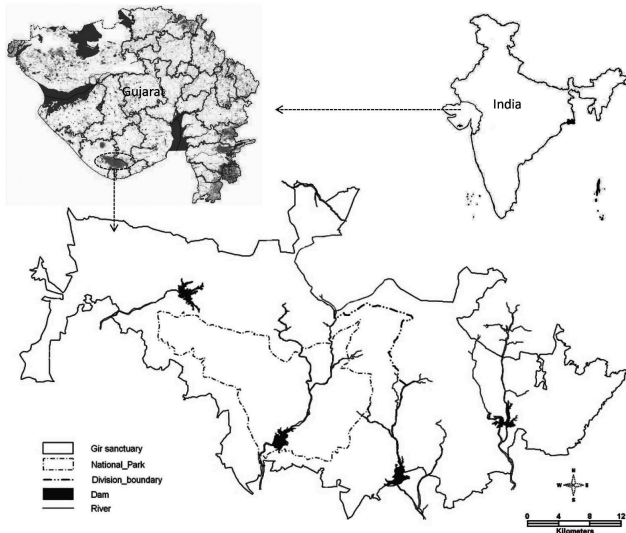 Gujarat
India
Gir sanctuary
National_Park
Division_boundary
Dam
River
N
W E
S
0 4 8 12
Kilometers